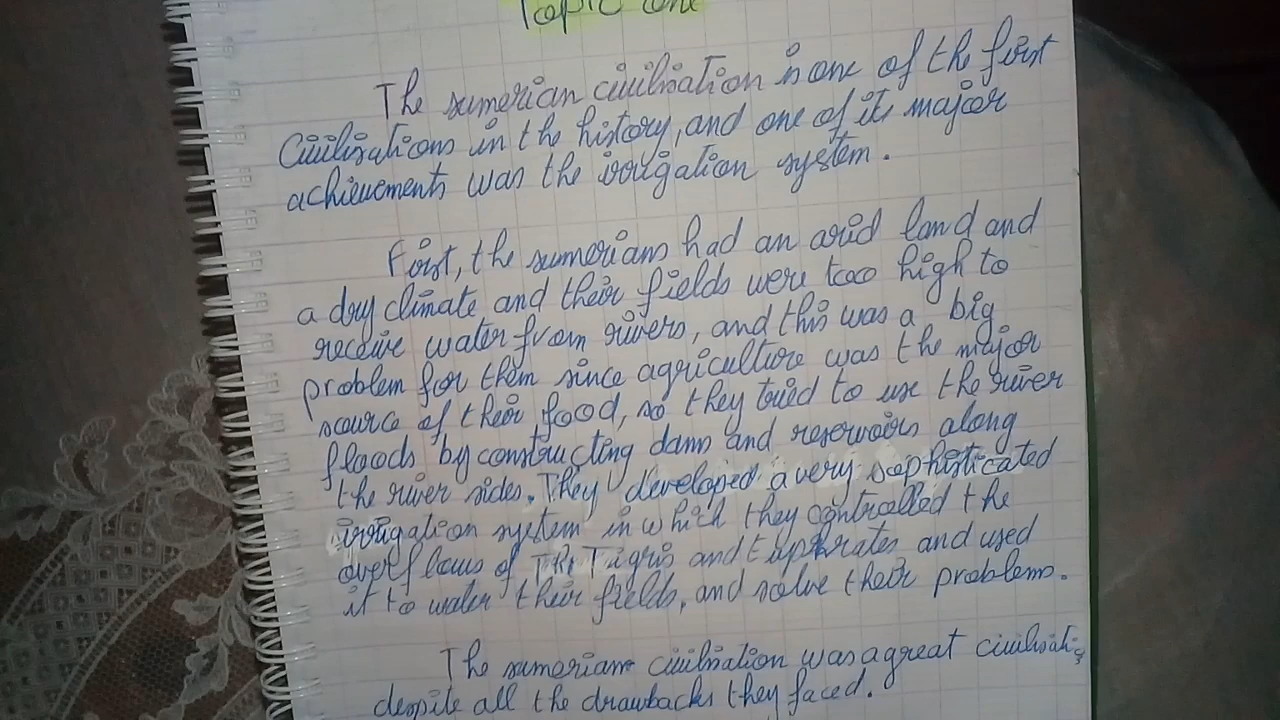 Topic one
The sumerian civilisation is one of the first
Civilisations in the history, and one of its major
achievements was the irrigation system.
First, the sumerians had an arid land and
a dry climate and their fields were too high to
receive water from rivers, and this was a big
problem for them since agriculture was the major
source of their food, so they tried to use the river
floods by constructing dams and reservoirs along
the river sides. They developed a very sophisticated
irrigation system in which they controlled the
overflows of The Tigris and Euphrates and used
it to water their fields, and solve their problems.
The sumerian civilisation was a great civilisati
despite all the drawbacks they faced.